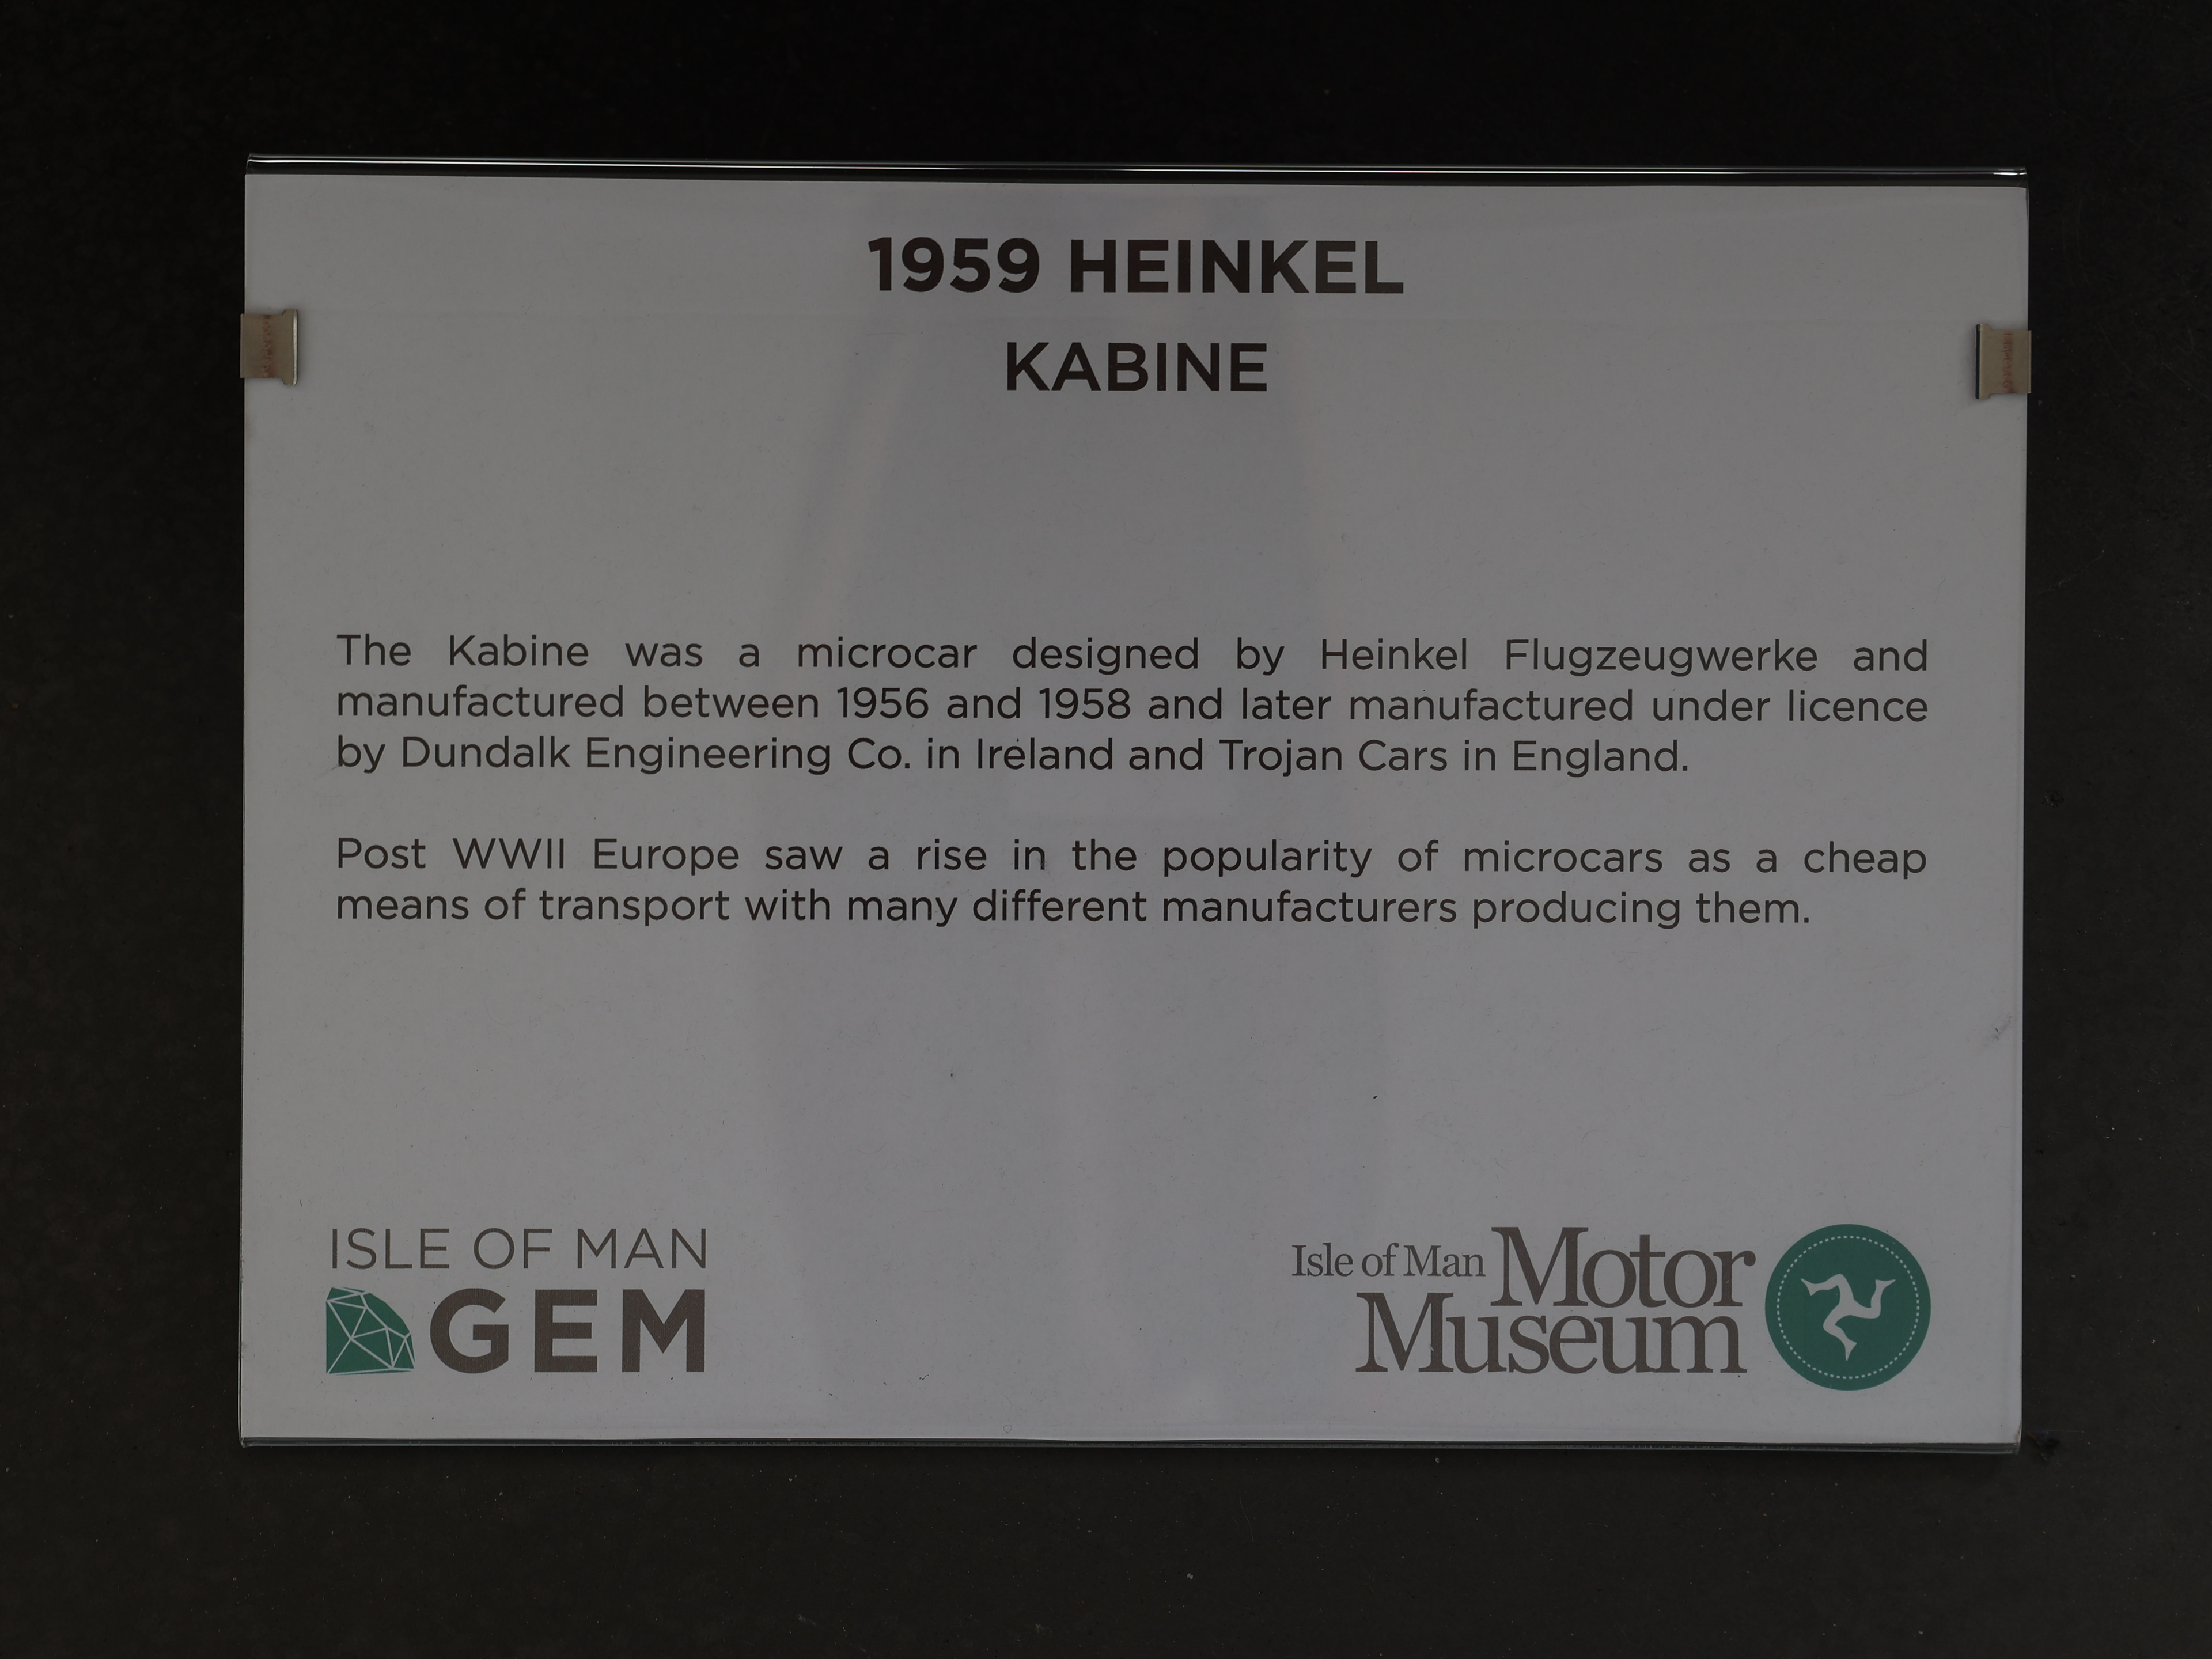 1959 HEINKEL
KABINE
The Kabine was a microcar designed by Heinkel Flugzeugwerke and
manufactured between 1956 and 1958 and later manufactured under licence
by Dundalk Engineering Co. in Ireland and Trojan Cars in England.
Post WWII Europe saw a rise in the popularity of microcars as a cheap
means of transport with many different manufacturers producing them.
ISLE OF MAN
GEM
Isle of Man Motor
Museum